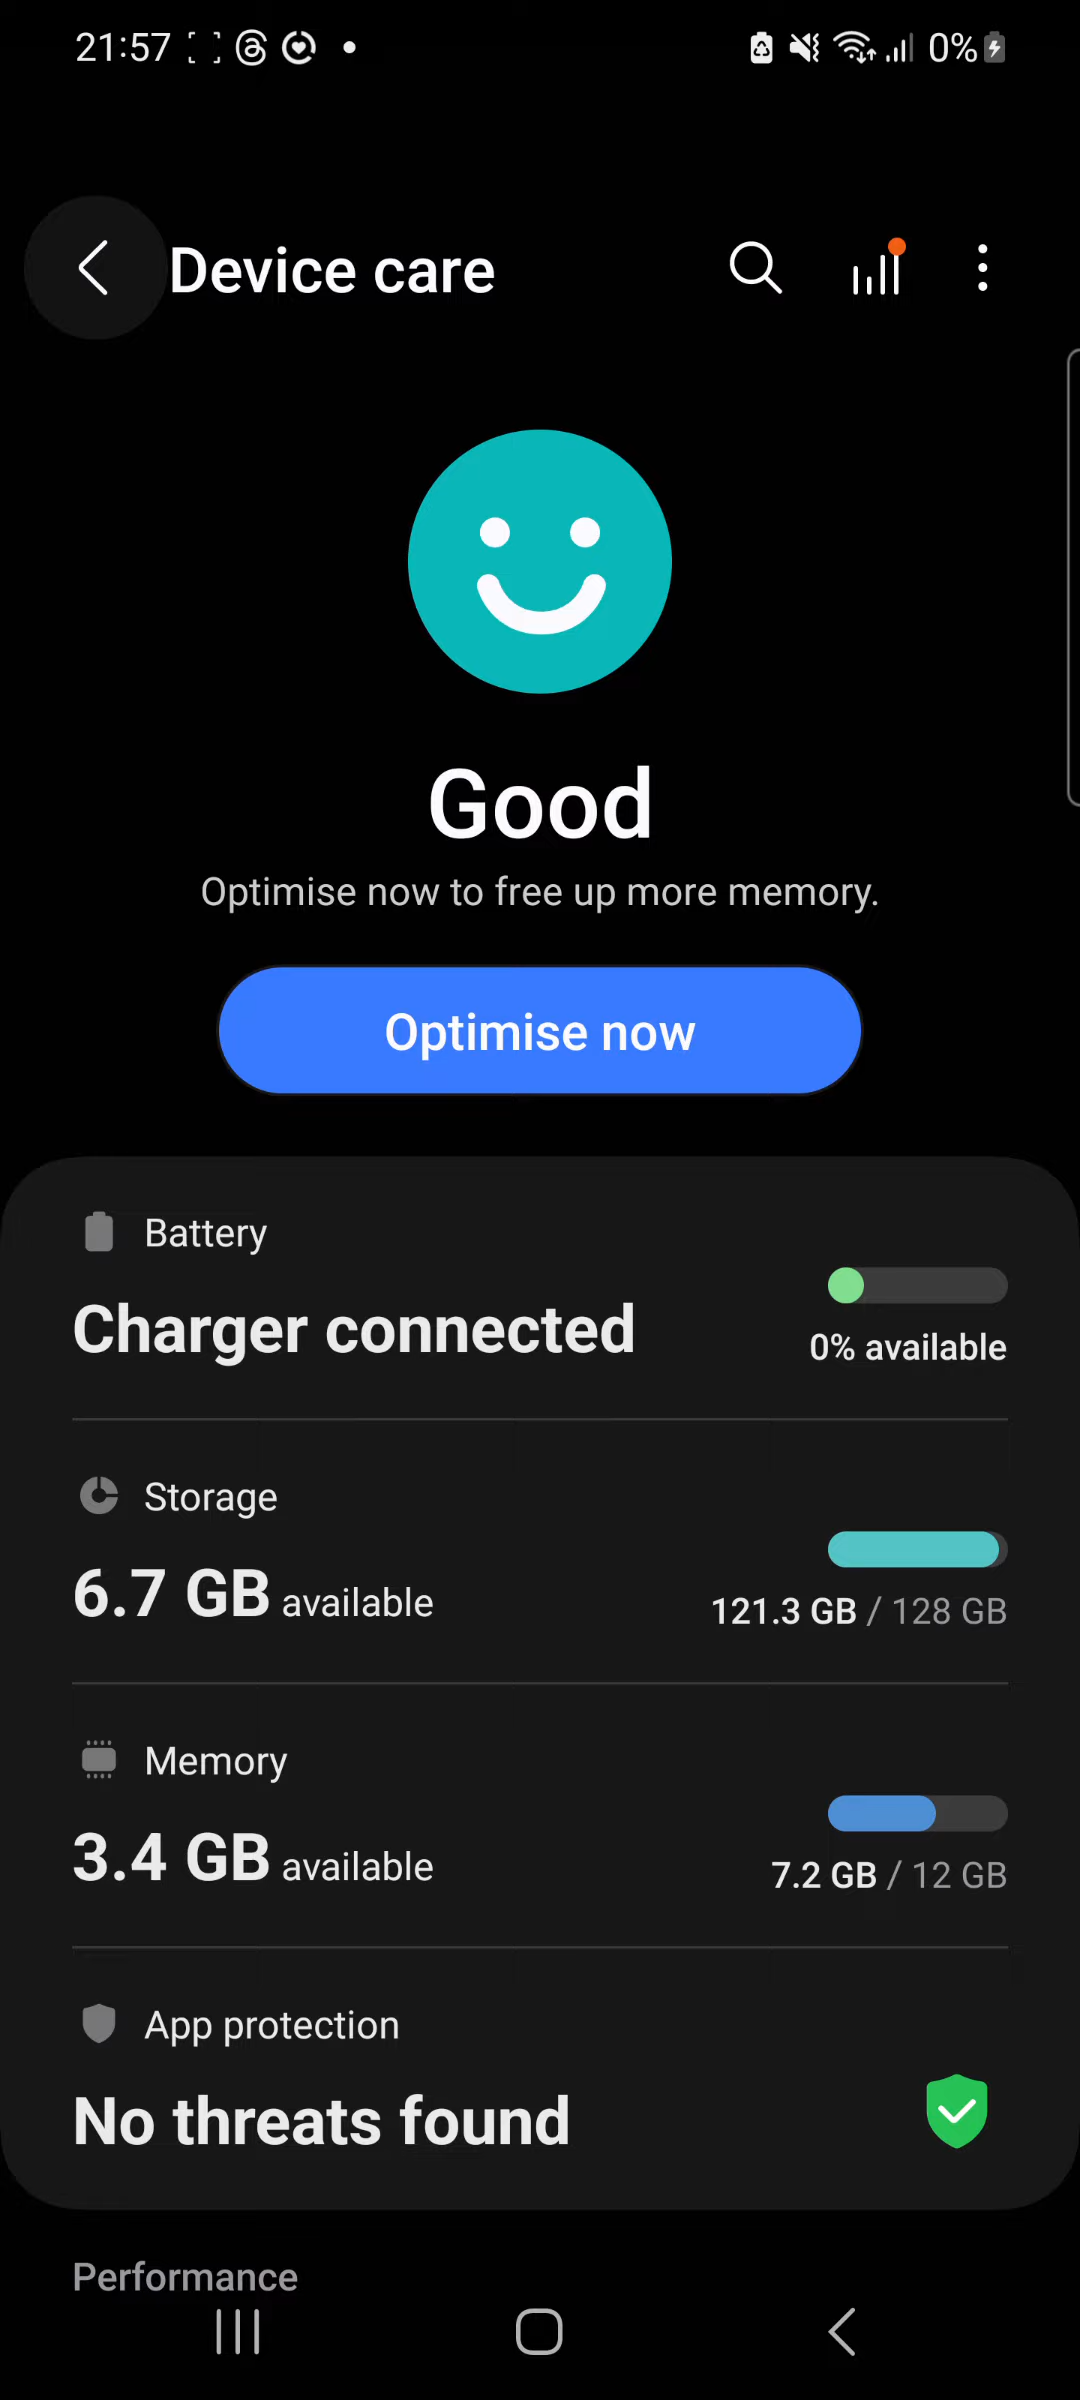 21:57 0%
Device care
Good
Optimise now to free up more memory.
Optimise now
Battery
Charger connected
0% available
Storage
6.7 GB available
121.3 GB / 128 GB
Memory
3.4 GB available
7.2 GB / 12 GB
App protection
No threats found
Performance